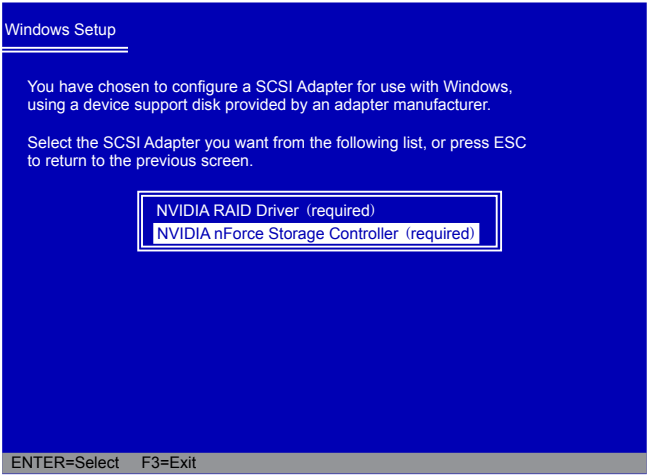 Windows Setup
You have chosen to configure a SCSI Adapter for use with Windows,
using a device support disk provided by an adapter manufacturer.
Select the SCSI Adapter you want from the following list, or press ESC
to return to the previous screen.
NVIDIA RAID Driver (required)
NVIDIA nForce Storage Controller (required)
ENTER=Select F3=Exit